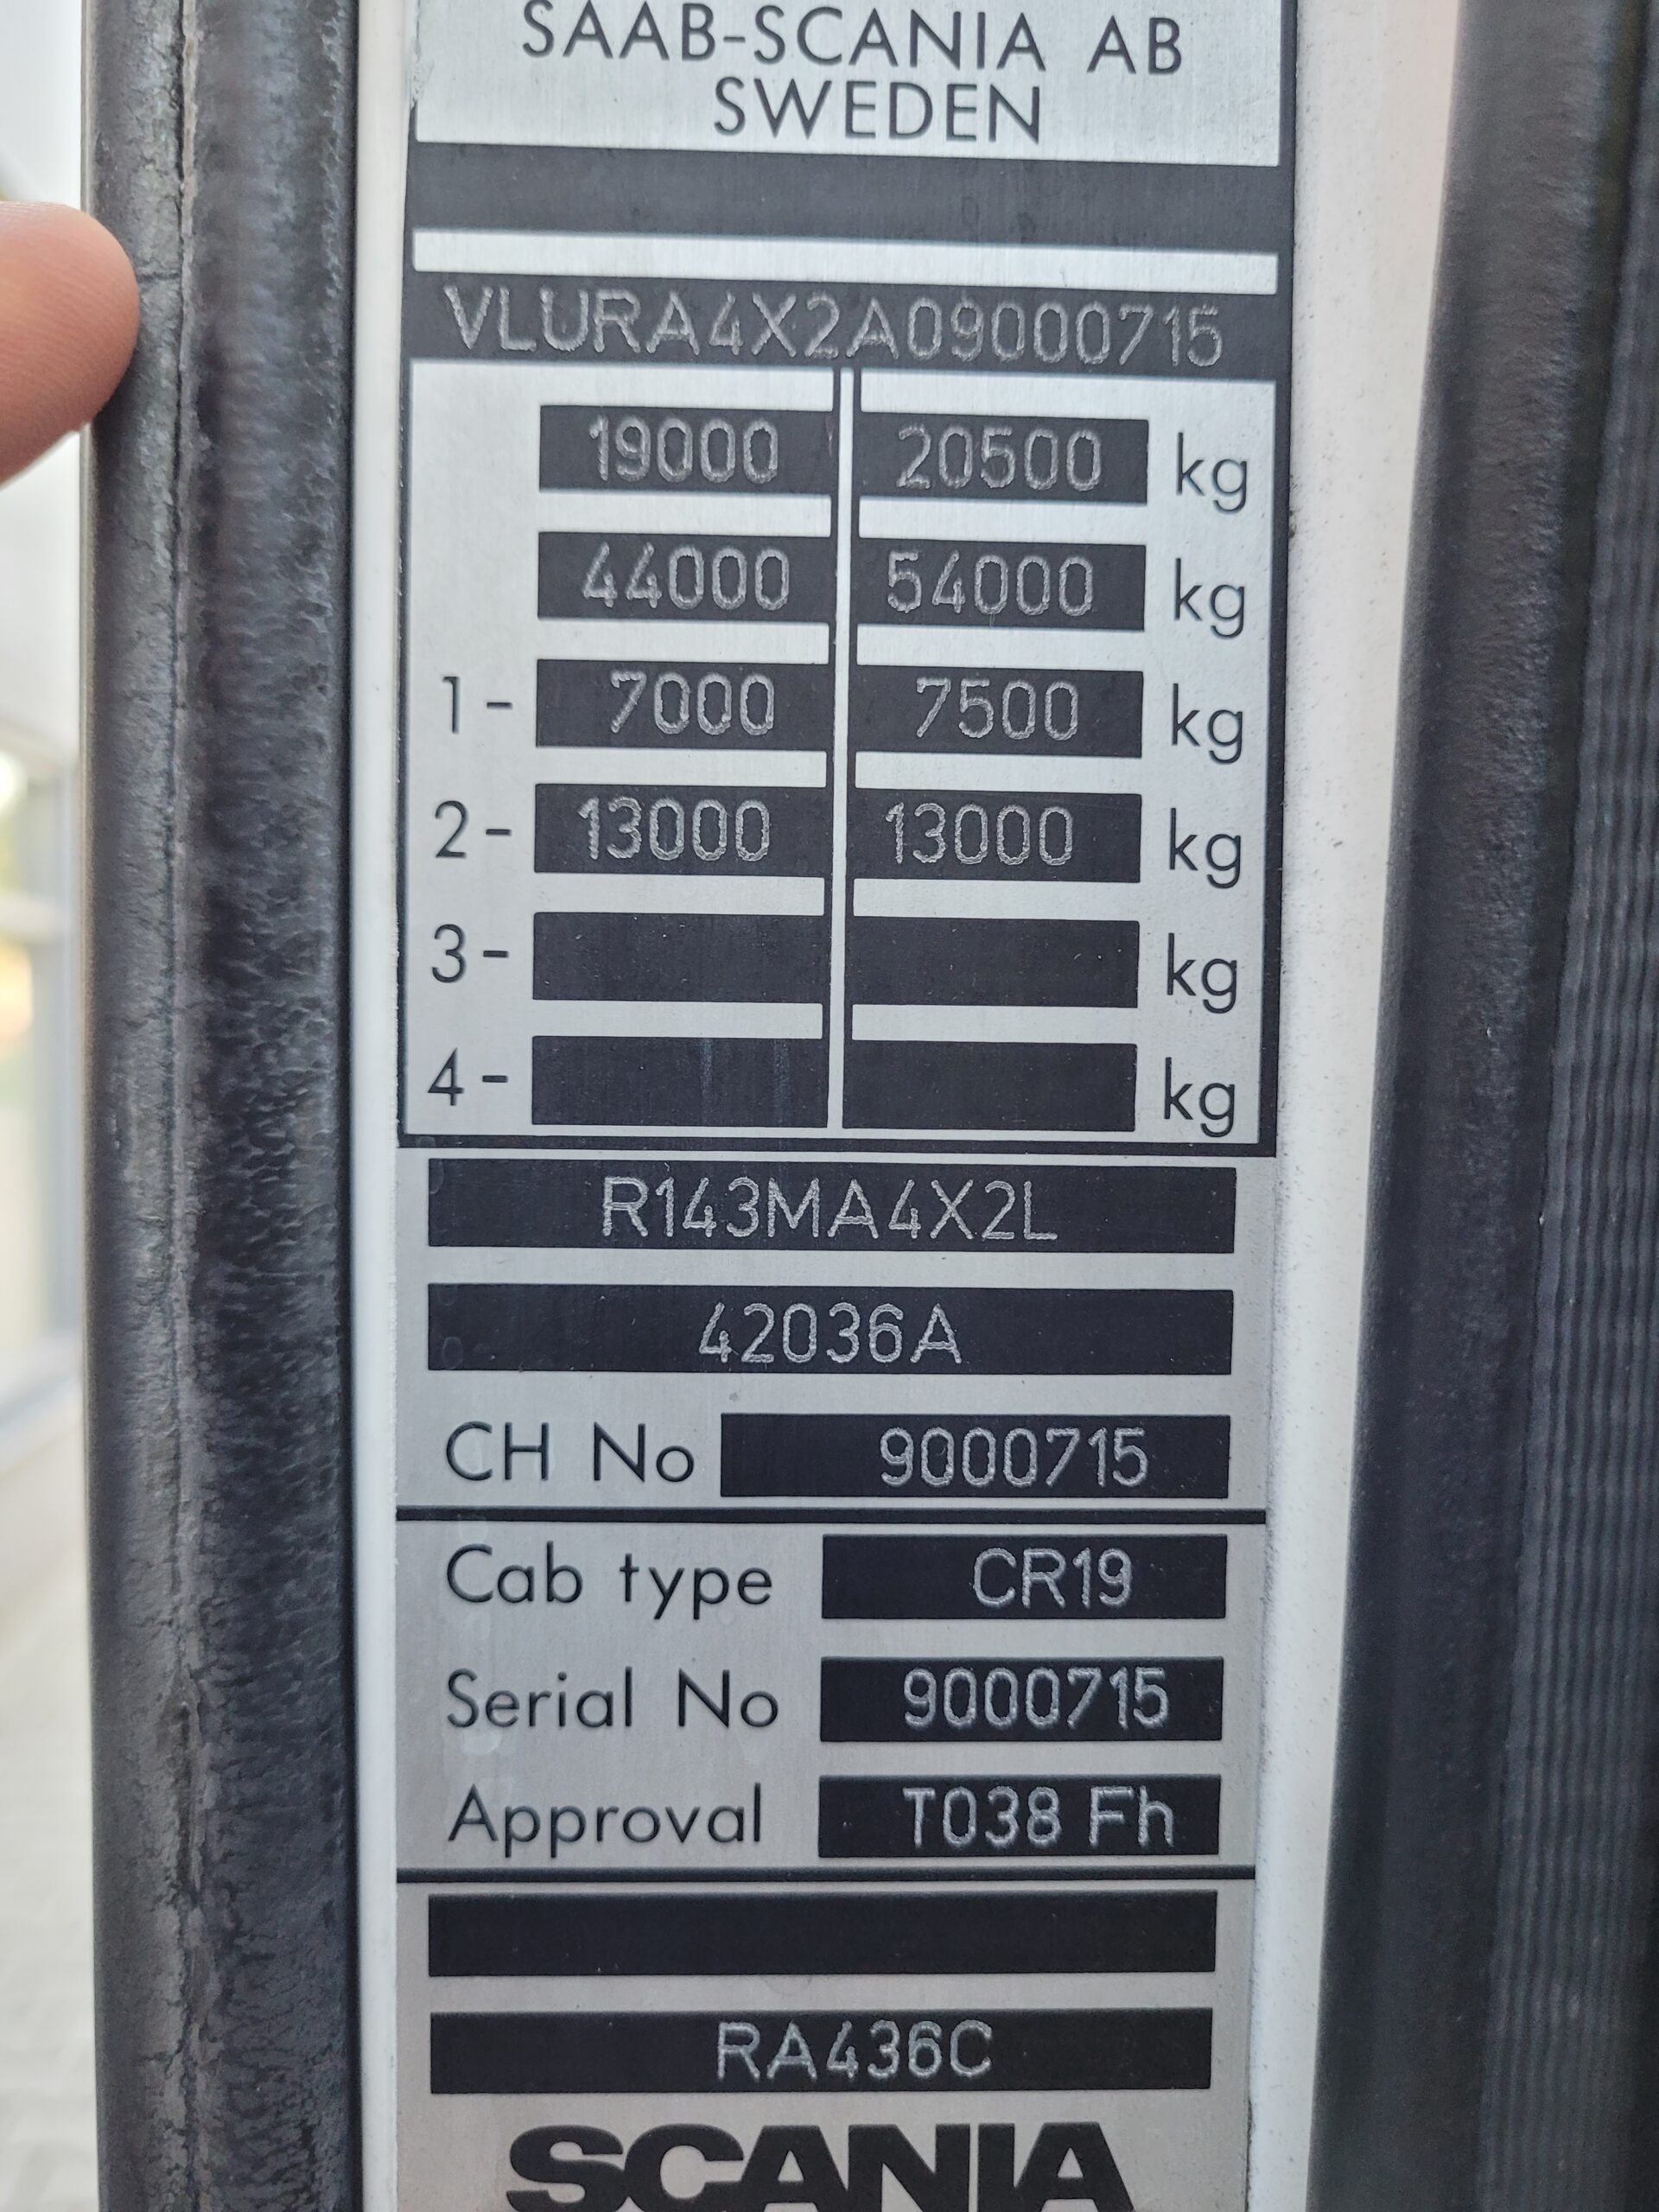 SAAB-SCANIA AB
SWEDEN
VLURA4X2A09000715
19000 20500 kg
44000 54000 kg
1- 7000 7500 kg
2- 13000 13000 kg
3- kg
4- kg
R143MA4X2L
42036A
CH No 9000715
Cab type CR19
Serial No 9000715
Approval T038 Fh
RA436C
SCANIA